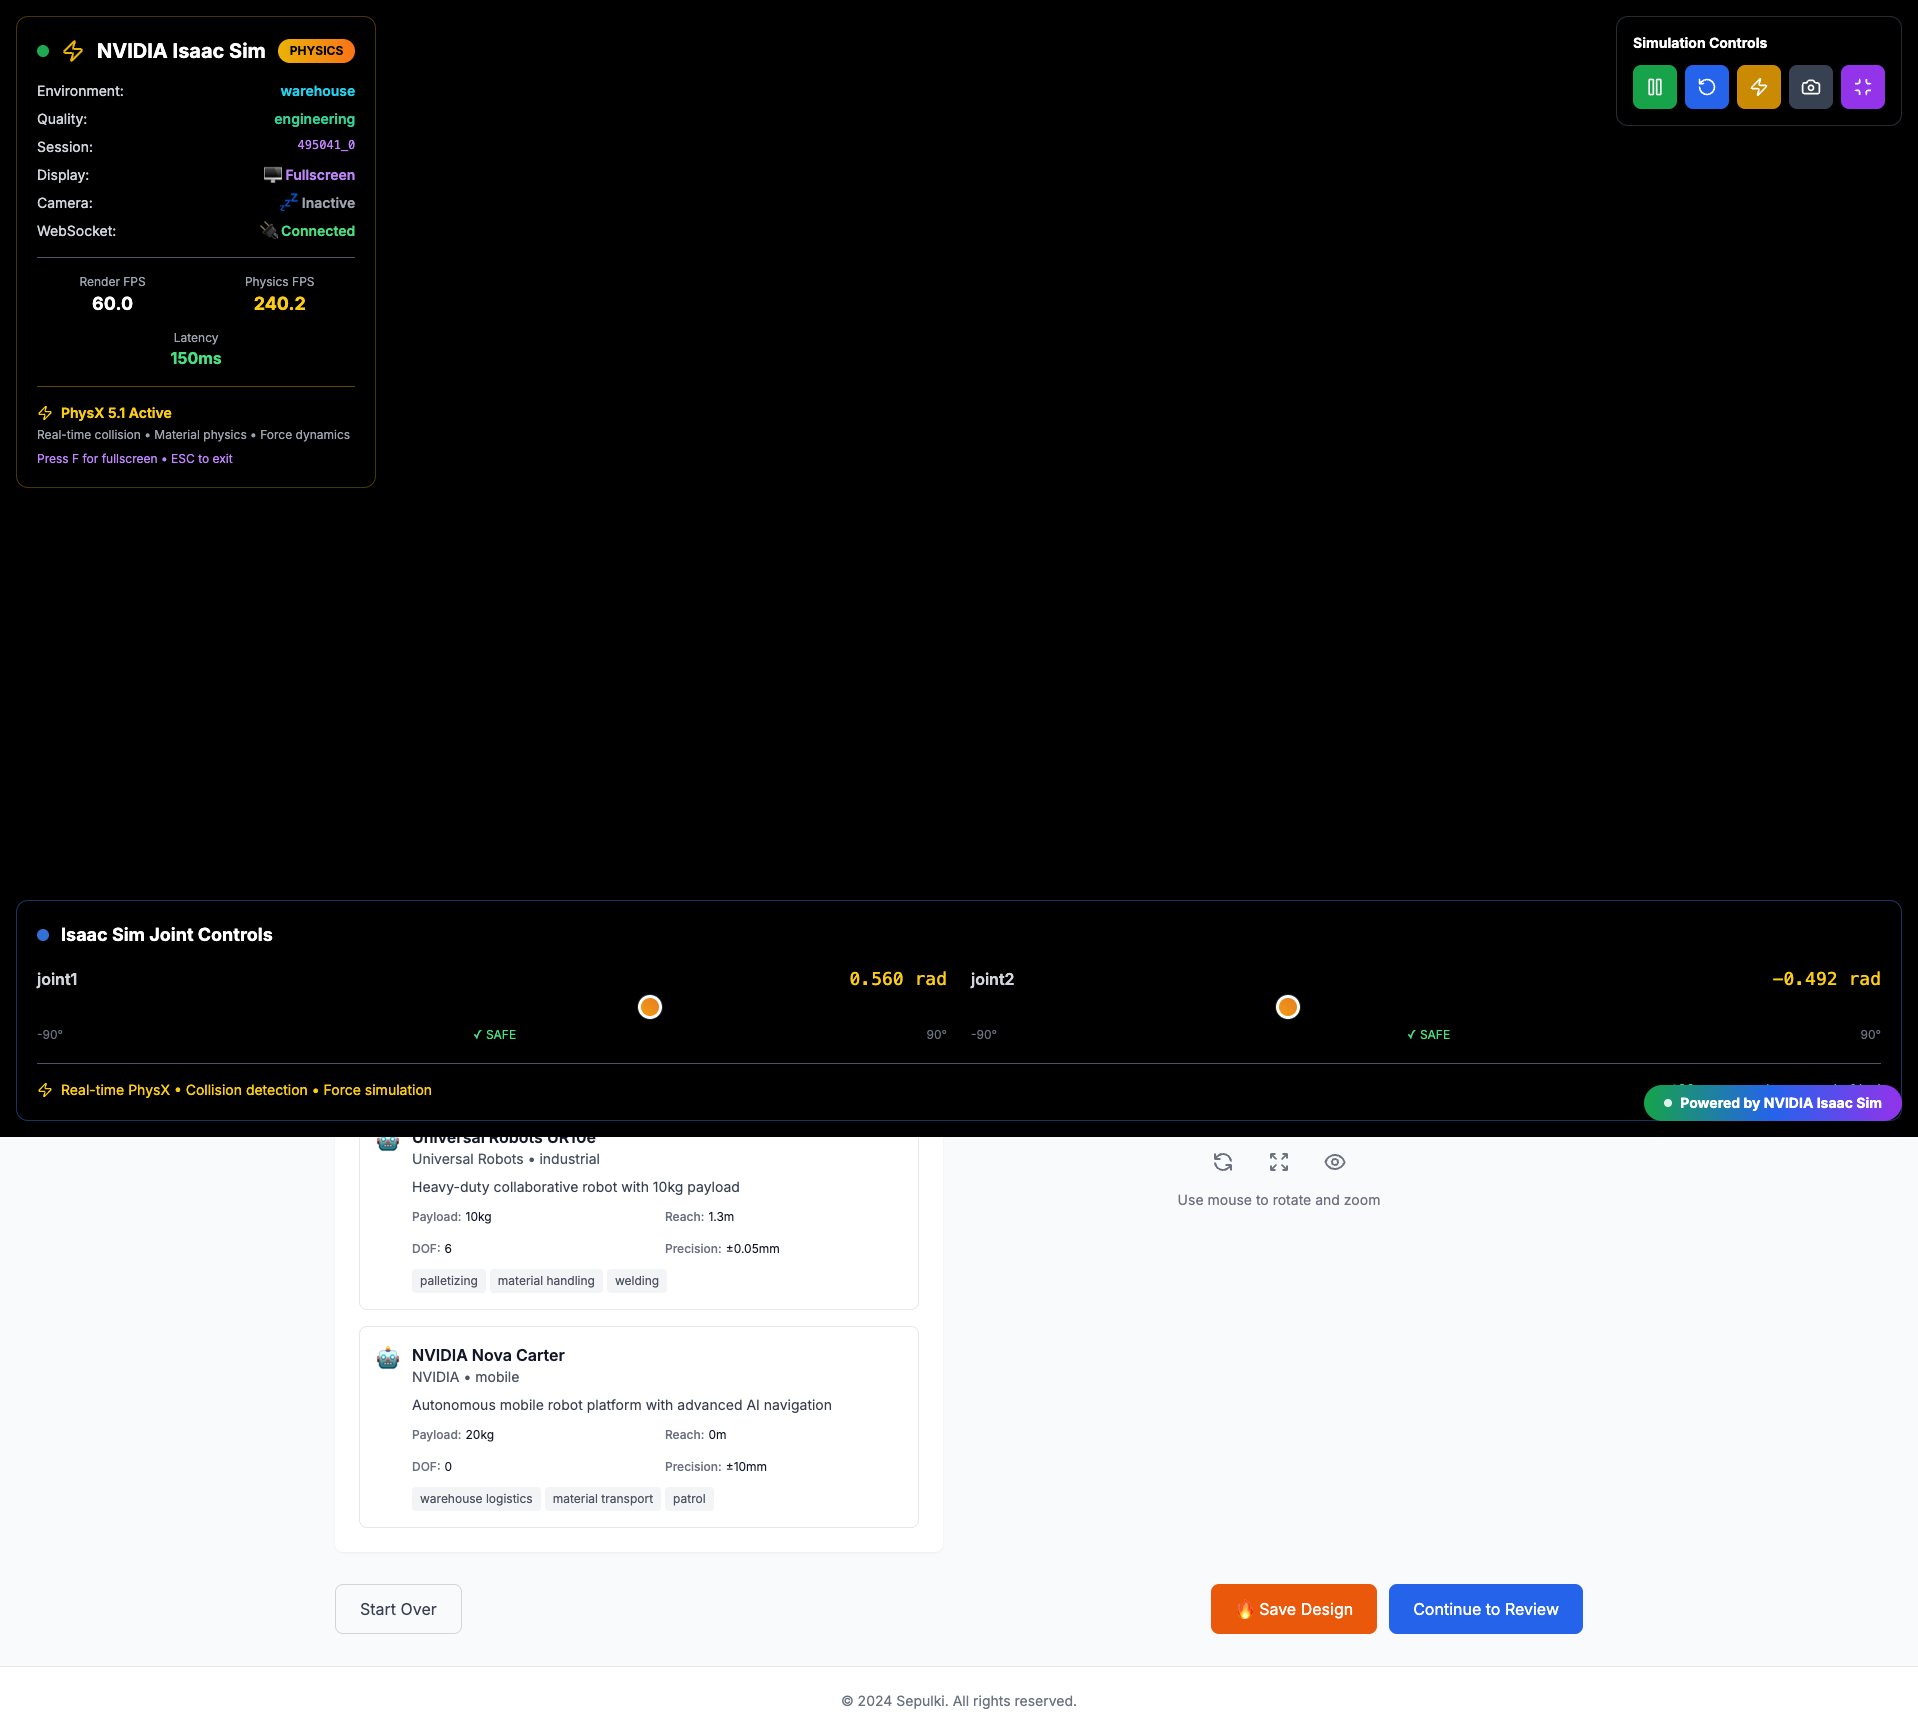 NVIDIA Isaac Sim PHYSICS
Environment: warehouse
Quality: engineering
Session: 495041_0
Display: Fullscreen
Camera: Inactive
WebSocket: Connected
Render FPS Physics FPS
60.0 240.2
Latency
150ms
PhysX 5.1 Active
Real-time collision • Material physics • Force dynamics
Press F for fullscreen • ESC to exit
Simulation Controls
Isaac Sim Joint Controls
joint1 0.560 rad joint2 -0.492 rad
-90° ✓ SAFE 90° -90° ✓ SAFE 90°
Real-time PhysX • Collision detection • Force simulation
Powered by NVIDIA Isaac Sim
Universal Robots UR10e
Universal Robots • industrial
Heavy-duty collaborative robot with 10kg payload
Payload: 10kg Reach: 1.3m
DOF: 6 Precision: ±0.05mm
palletizing material handling welding
Use mouse to rotate and zoom
NVIDIA Nova Carter
NVIDIA • mobile
Autonomous mobile robot platform with advanced AI navigation
Payload: 20kg Reach: 0m
DOF: 0 Precision: ±10mm
warehouse logistics material transport patrol
Start Over Save Design Continue to Review
© 2024 Sepulki. All rights reserved.